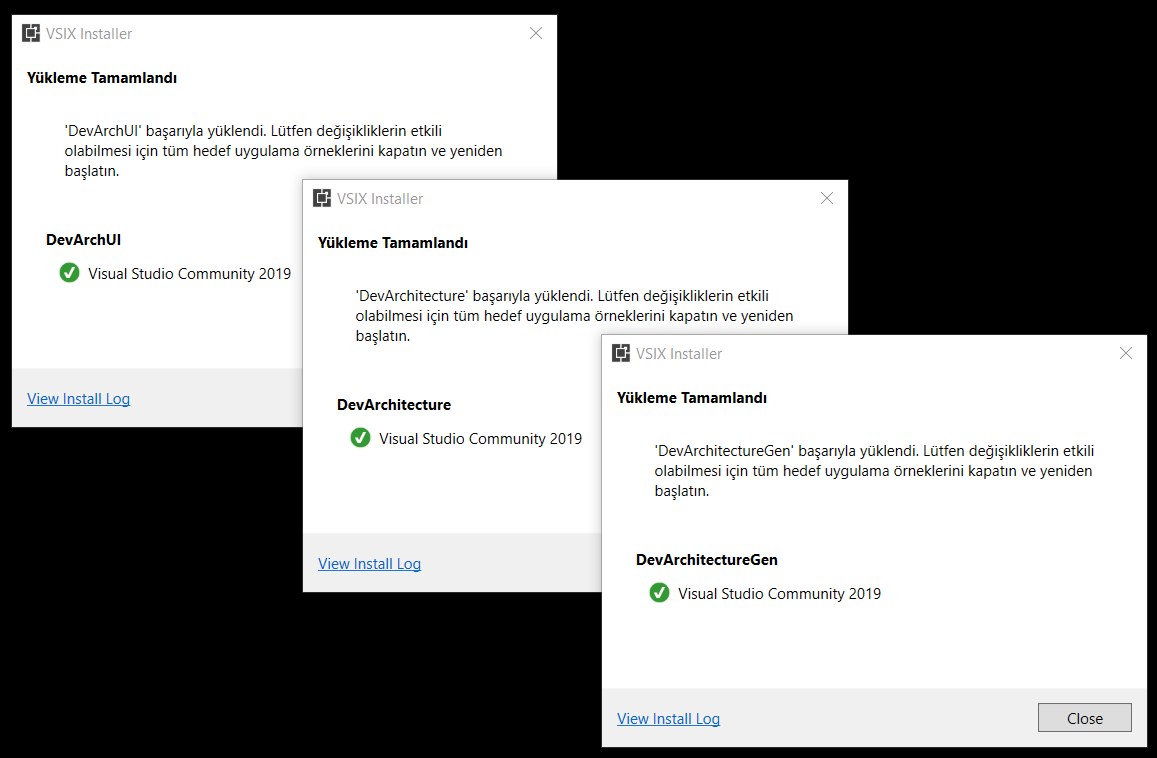 VSIX Installer
Yükleme Tamamlandı
'DevArchUI' başarıyla yüklendi. Lütfen değişikliklerin etkili
olabilmesi için tüm hedef uygulama örneklerini kapatın ve yeniden
başlatın.
DevArchUI
Visual Studio Community 2019
View Install Log
VSIX Installer
Yükleme Tamamlandı
'DevArchitecture' başarıyla yüklendi. Lütfen değişikliklerin etkili
olabilmesi için tüm hedef uygulama örneklerini kapatın ve yeniden
başlatın.
DevArchitecture
Visual Studio Community 2019
View Install Log
VSIX Installer
Yükleme Tamamlandı
'DevArchitectureGen' başarıyla yüklendi. Lütfen değişikliklerin etkili
olabilmesi için tüm hedef uygulama örneklerini kapatın ve yeniden
başlatın.
DevArchitectureGen
Visual Studio Community 2019
View Install Log
Close